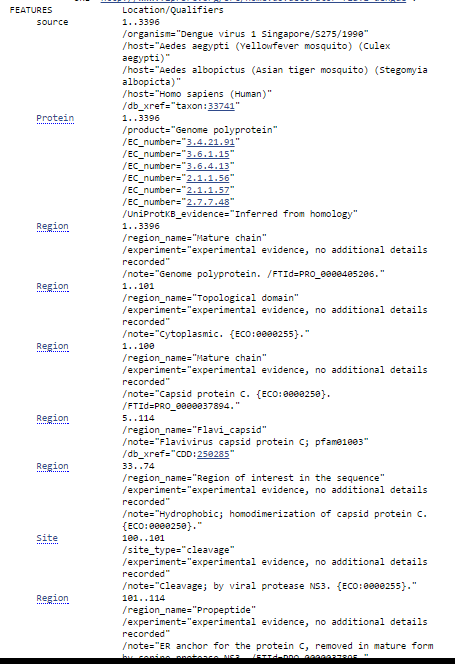 FEATURES Location/Qualifiers
source 1..3396
/organism="Dengue virus 1 Singapore/S275/1990"
/host="Aedes aegypti (Yellowfever mosquito) (Culex
aegypti)"
/host="Aedes albopictus (Asian tiger mosquito) (Stegomyia
albopicta)"
/host="Homo sapiens (Human)"
/db_xref="taxon:33741"
Protein 1..3396
/product="Genome polyprotein"
/EC_number="3.4.21.91"
/EC_number="3.6.1.15"
/EC_number="3.6.4.13"
/EC_number="2.1.1.56"
/EC_number="2.1.1.57"
/EC_number="2.7.7.48"
/UniProtKB_evidence="Inferred from homology"
Region 1..3396
/region_name="Mature chain"
/experiment="experimental evidence, no additional details
recorded"
/note="Genome polyprotein. /FTId=PRO_0000405206."
Region 1..101
/region_name="Topological domain"
/experiment="experimental evidence, no additional details
recorded"
/note="Cytoplasmic. {ECO:0000255}."
Region 1..100
/region_name="Mature chain"
/experiment="experimental evidence, no additional details
recorded"
/note="Capsid protein C. {ECO:0000250}.
/FTId=PRO_0000037894."
Region 5..114
/region_name="Flavi_capsid"
/note="Flavivirus capsid protein C; pfam01003"
/db_xref="CDD:250285"
Region 33..74
/region_name="Region of interest in the sequence"
/experiment="experimental evidence, no additional details
recorded"
/note="Hydrophobic; homodimerization of capsid protein C.
{ECO:0000250}."
Site 100..101
/site_type="cleavage"
/experiment="experimental evidence, no additional details
recorded"
/note="Cleavage; by viral protease NS3. {ECO:0000255}."
Region 101..114
/region_name="Propeptide"
/experiment="experimental evidence, no additional details
recorded"
/note="ER anchor for the protein C, removed in mature form
by serine protease NS3. /FTId=PRO_0000037895."